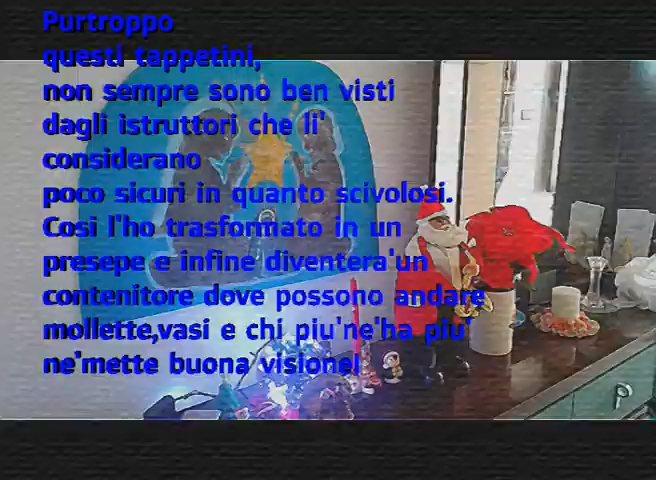 Purtroppo
questi tappetini,
non sempre sono ben visti
dagli istruttori che li'
considerano
poco sicuri in quanto scivolosi.
Cosi l'ho trasformato in un
presepe e infine diventera'un
contenitore dove possono andare
mollette,vasi e chi piu'ne'ha piu'
ne'mette buona visione!